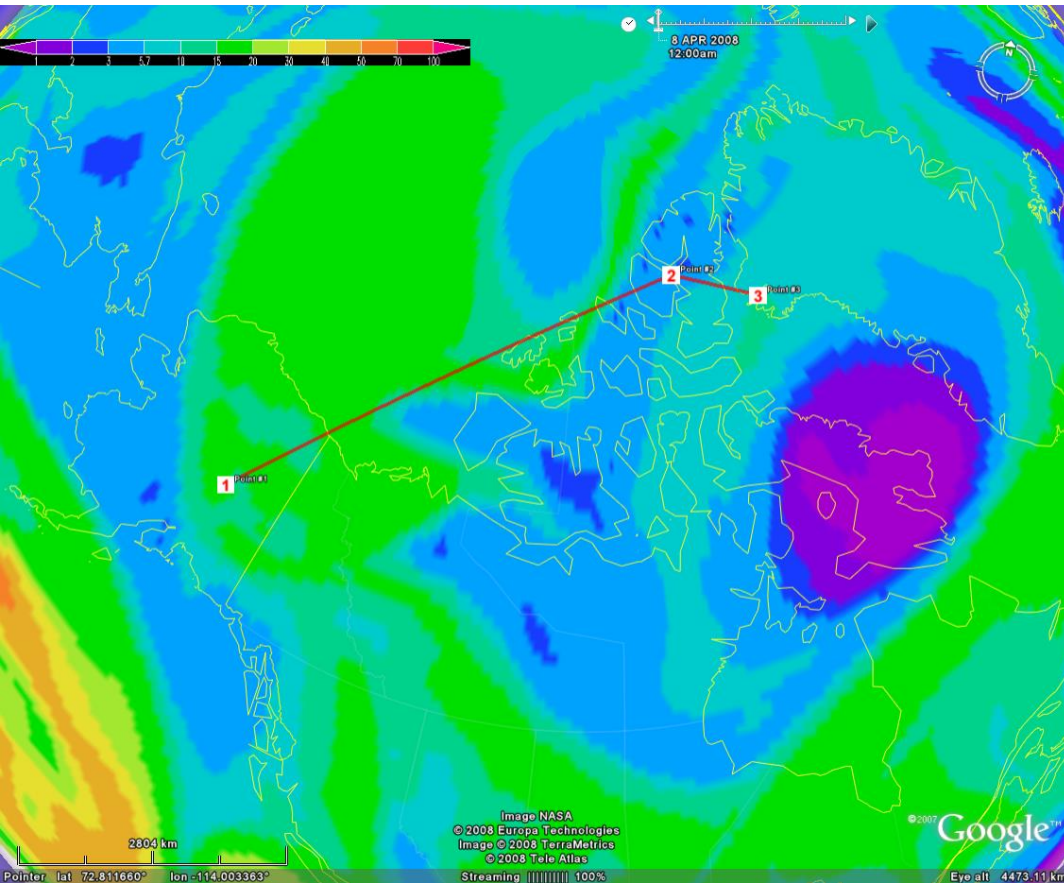 8 APR 2008
12:00am
N
1 2 3 5.7 10 15 20 30 40 50 70 100
2 Point #2
3 Point #3
1 Point #1
Image NASA
© 2008 Europa Technologies
Image © 2008 TerraMetrics
© 2008 Tele Atlas
©2007 Google™
2804 km
Pointer lat 72.811660° lon -114.003363° Streaming |||||||||| 100% Eye alt 4473.11 km